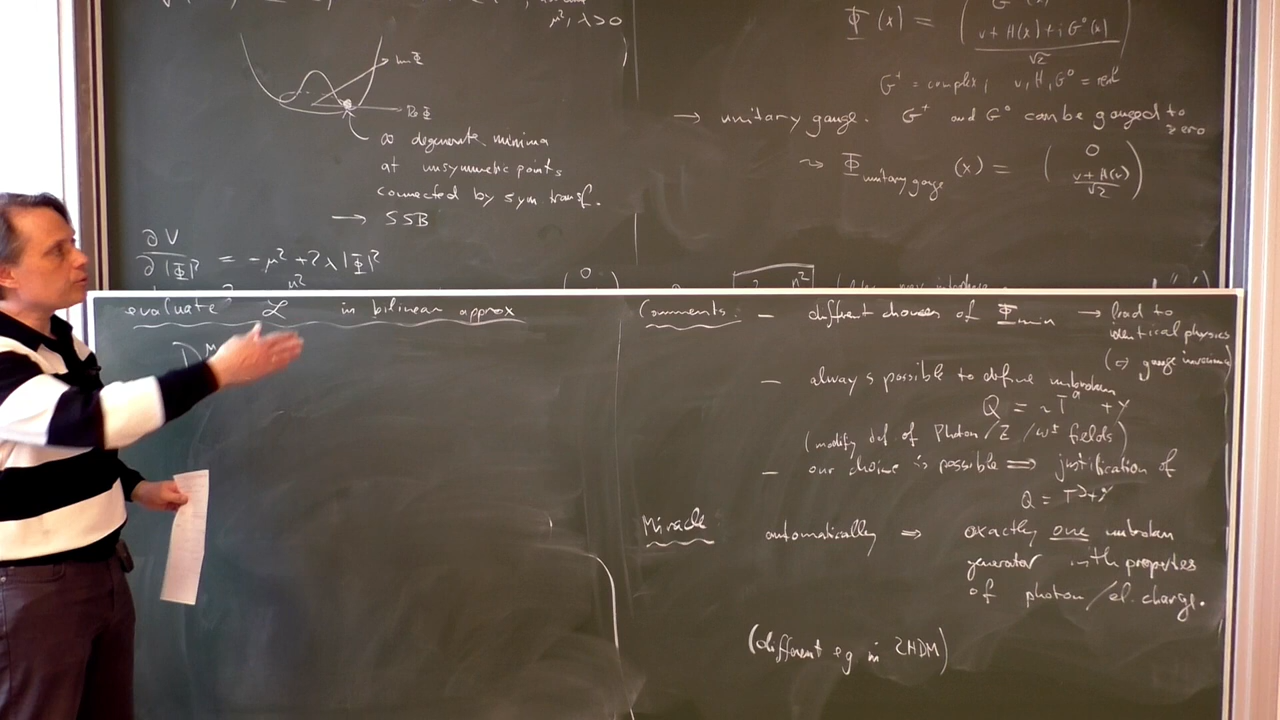 μ², λ > 0
Im Φ
Re Φ
∞ degenerate minima
at unsymmetric points
connected by sym transf.
→ SSB
∂V
∂|Φ|² = -μ² + 2λ|Φ|²
μ²
Φ(x) = ( v + H(x) + i G⁰(x) / √2 )
G⁺ = complex, v, H, G⁰ = real
→ unitary gauge. G⁺ and G⁰ can be gauged to zero
⇝ Φ unitary gauge (x) = ( 0
v + H(x) / √2 )
evaluate ℒ in bilinear approx
D
Comments: – different choices of Φmin → lead to
identical physics
(↔ gauge invariance)
– always possible to define unbroken
Q = nTᵃ + Y
(modify def of Photon/Z/W± fields)
– our choice is possible ⟹ justification of
Q = T³+Y
Miracle: automatically ⇒ exactly one unbroken
generator with properties
of photon/el. charge.
(different eg in 2HDM)